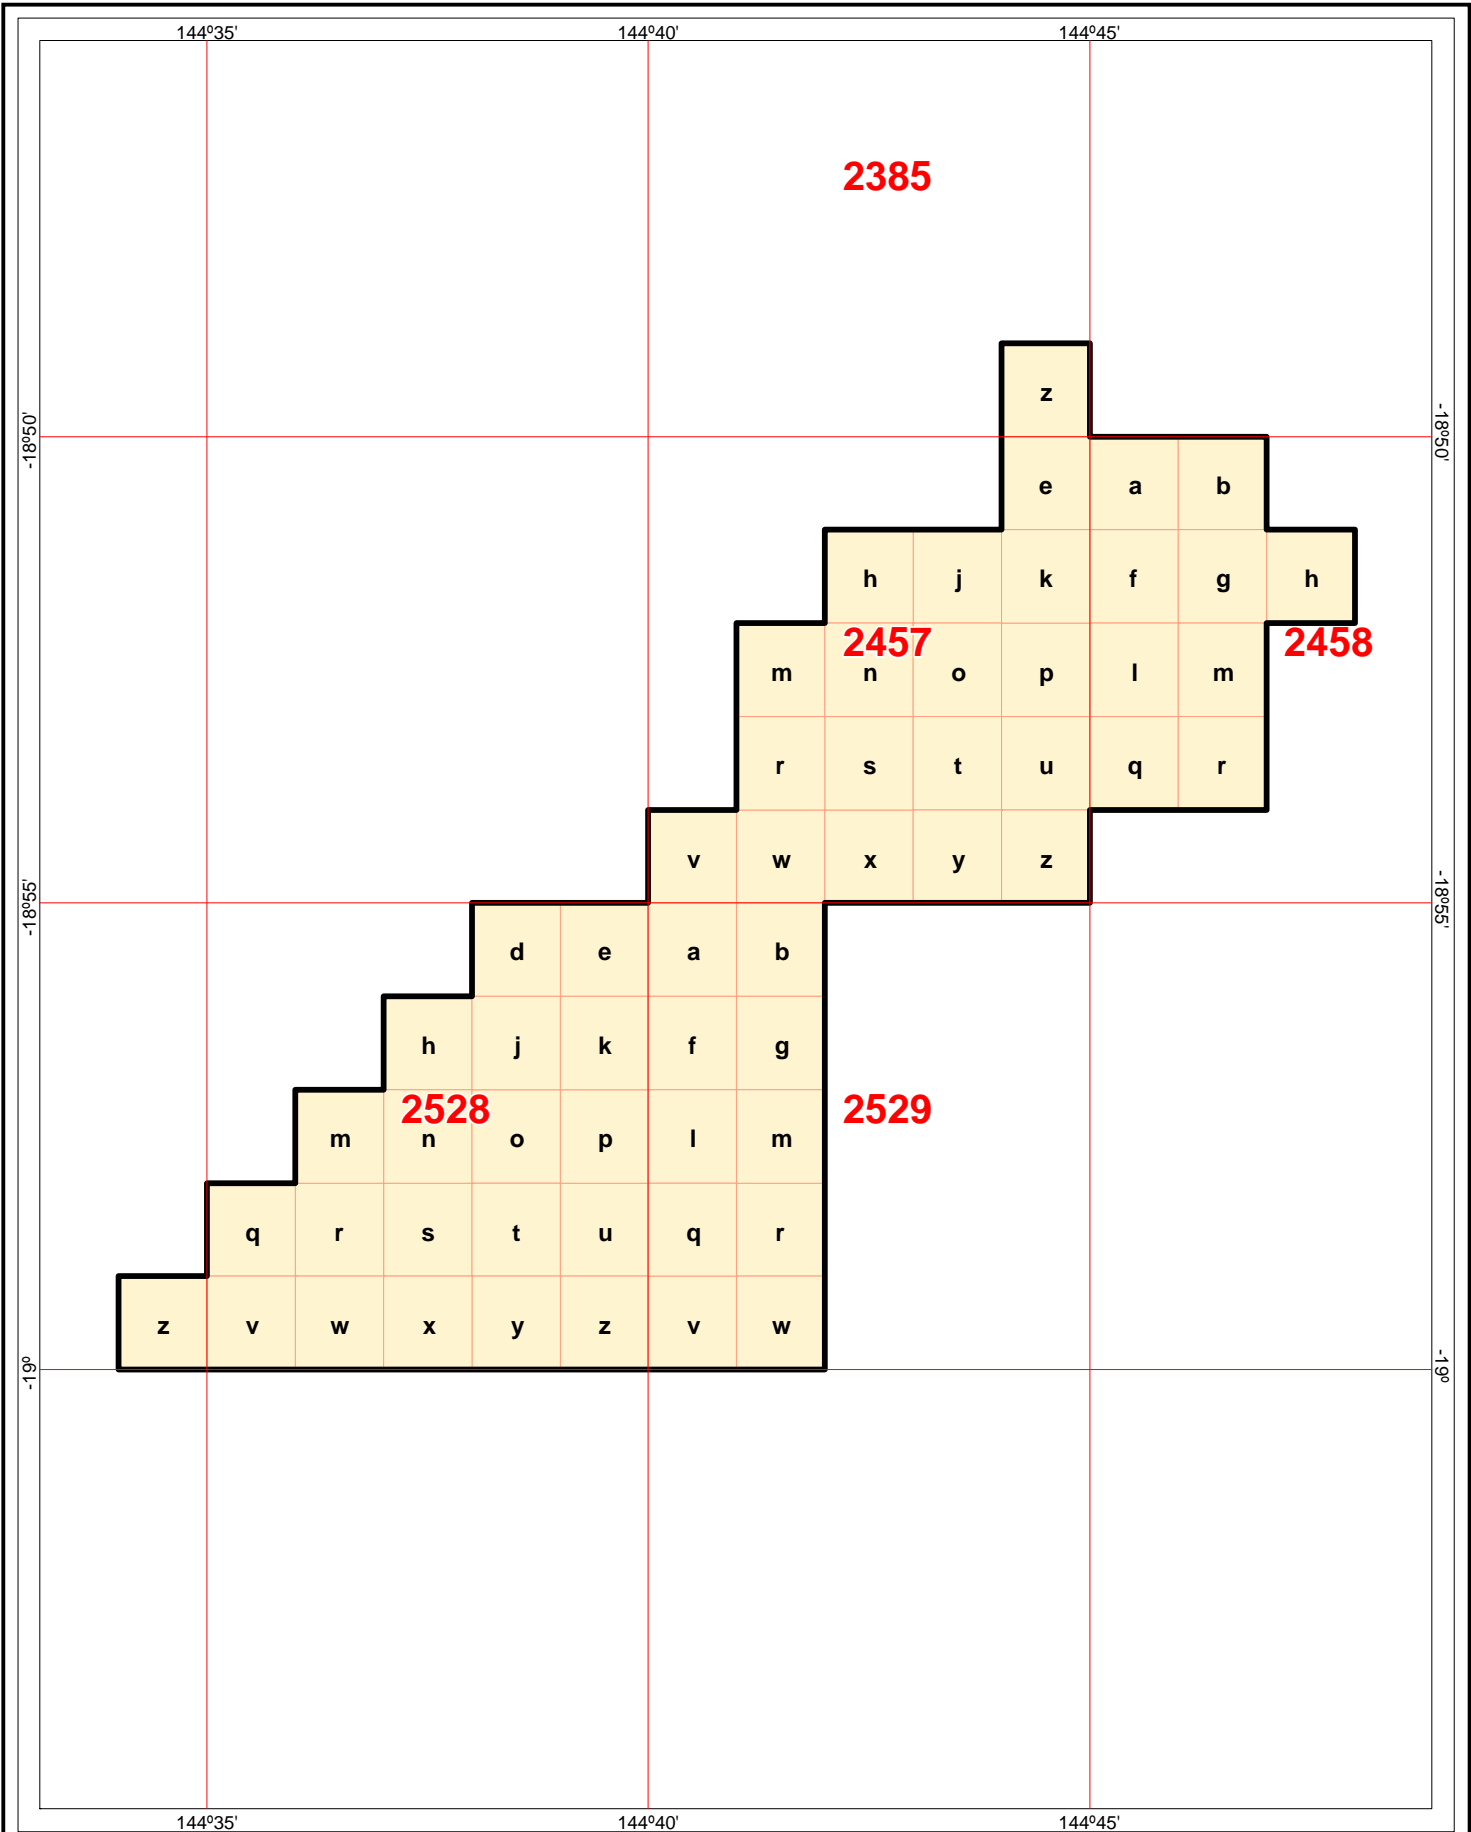 144º35' 144º40' 144º45'
2385
z
-18º50' -18º50'
e a b
h j k f g h
2457 2458
m n o p l m
r s t u q r
v w x y z
-18º55' -18º55'
d e a b
h j k f g
2528 2529
m n o p l m
q r s t u q r
z v w x y z v w
-19º -19º
144º35' 144º40' 144º45'